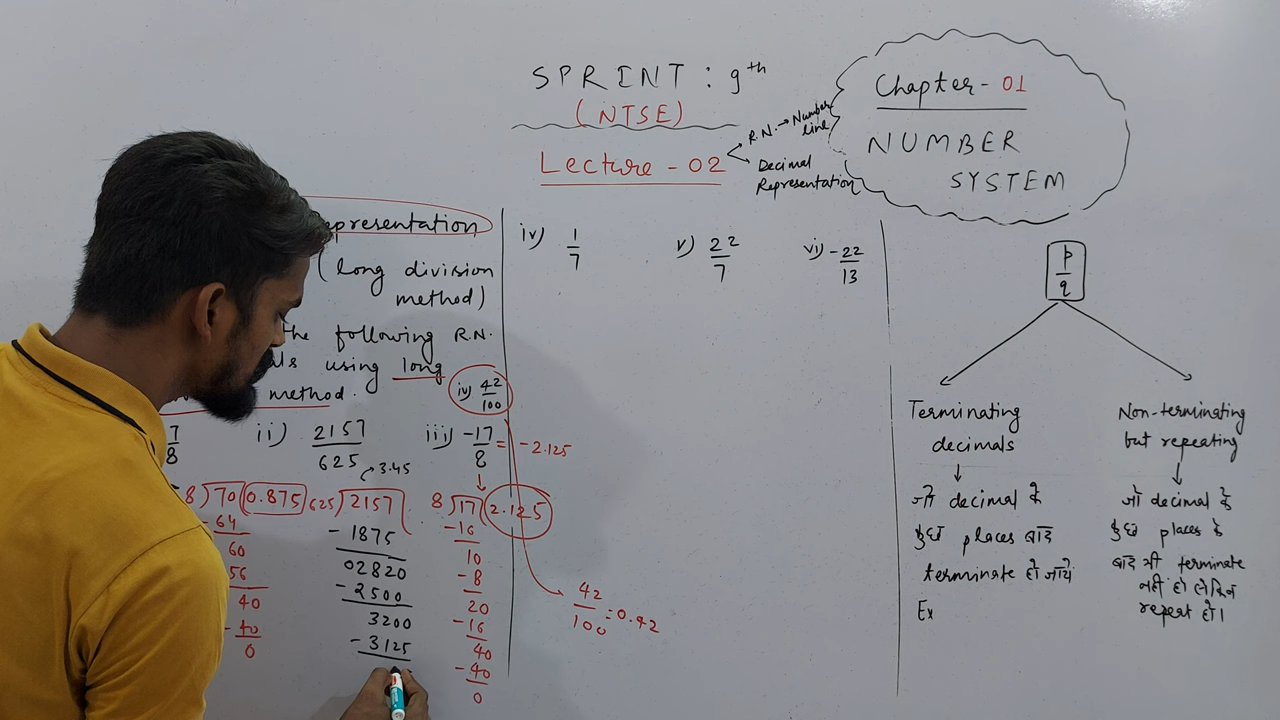 SPRINT : 9th
(NTSE)
Lecture - 02
R.N. → Number line
Decimal Representation
Chapter - 01
NUMBER
SYSTEM
presentation
(long division
method)
the following R.N.
using long
method.
iv) 42/100
7/8
ii) 2157/625
iii) -17/8 = -2.125
3.45
8)70(0.875
-64
60
56
40
-40
0
625)2157
-1875
02820
-2500
3200
-3125
8)17(2.125
-16
10
-8
20
-16
40
-40
0
42/100 = 0.42
iv) 1/7
v) 22/7
vi) -22/13
p/q
Terminating
decimals
जो decimal के
कुछ places बाद
terminate हो जाये
Ex
Non-terminating
but repeating
जो decimal के
कुछ places के
बाद भी terminate
नहीं हो लेकिन
repeat हो।